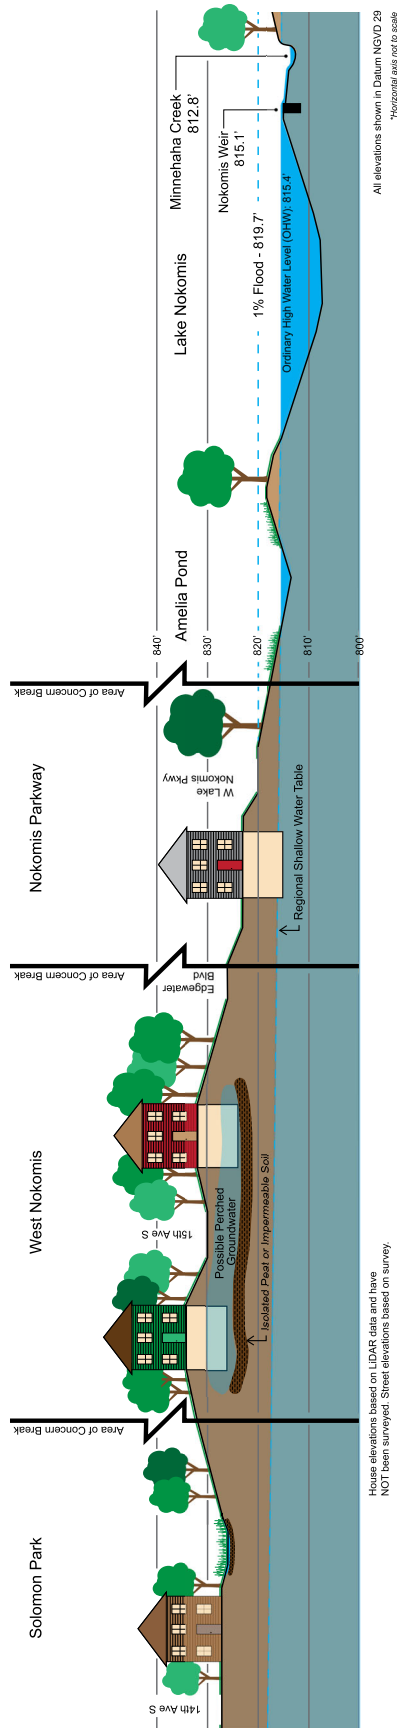 Solomon Park
West Nokomis
Nokomis Parkway
Amelia Pond
Lake Nokomis
Minnehaha Creek
812.8'
Nokomis Weir
815.1'
Area of Concern Break
Area of Concern Break
Area of Concern Break
14th Ave S
15th Ave S
Edgewater
Blvd
W Lake
Nokomis Pkwy
840'
830'
820'
810'
800'
1% Flood - 819.7'
Ordinary High Water Level (OHW): 815.4'
Possible Perched
Groundwater
Isolated Peat or Impermeable Soil
Regional Shallow Water Table
House elevations based on LiDAR data and have
NOT been surveyed. Street elevations based on survey.
All elevations shown in Datum NGVD 29
*Horizontal axis not to scale